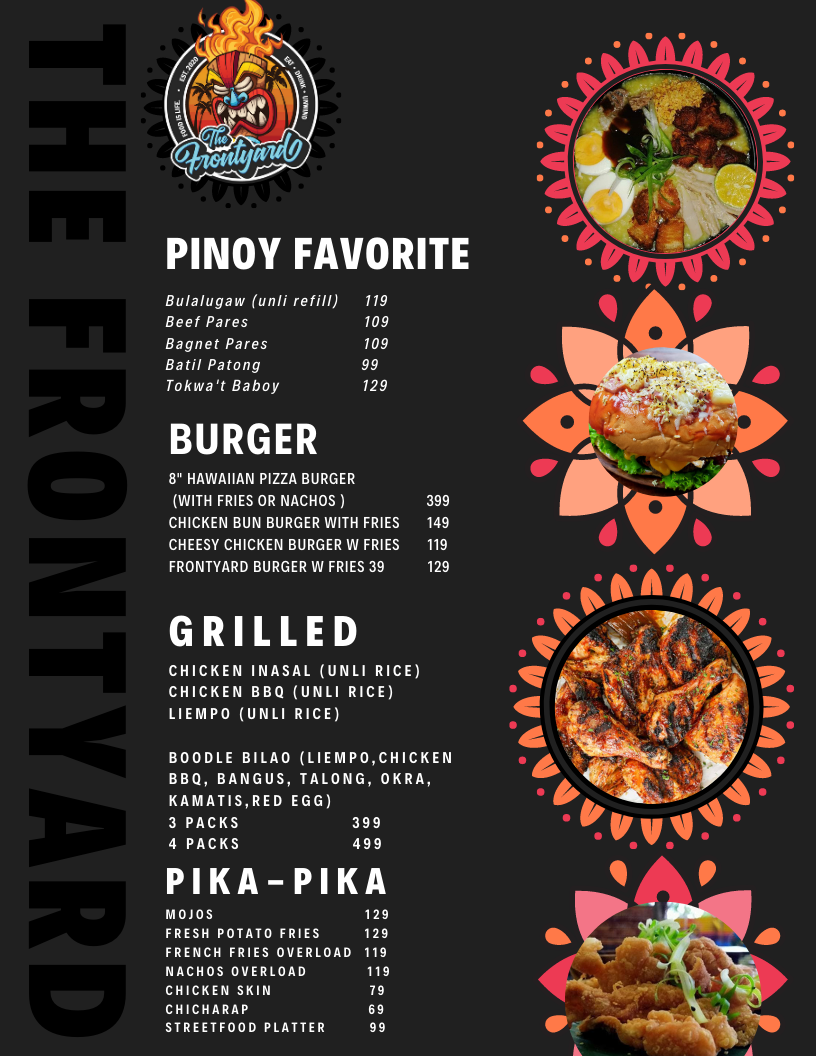 THE FRONTYARD
EST. 2020
FOOD IS LIFE
EAT • DRINK • UNWIND
The
Frontyard
PINOY FAVORITE
Bulalugaw (unli refill) 119
Beef Pares 109
Bagnet Pares 109
Batil Patong 99
Tokwa't Baboy 129
BURGER
8" HAWAIIAN PIZZA BURGER
(WITH FRIES OR NACHOS ) 399
CHICKEN BUN BURGER WITH FRIES 149
CHEESY CHICKEN BURGER W FRIES 119
FRONTYARD BURGER W FRIES 39 129
GRILLED
CHICKEN INASAL (UNLI RICE)
CHICKEN BBQ (UNLI RICE)
LIEMPO (UNLI RICE)
BOODLE BILAO (LIEMPO,CHICKEN
BBQ, BANGUS, TALONG, OKRA,
KAMATIS,RED EGG)
3 PACKS 399
4 PACKS 499
PIKA-PIKA
MOJOS 129
FRESH POTATO FRIES 129
FRENCH FRIES OVERLOAD 119
NACHOS OVERLOAD 119
CHICKEN SKIN 79
CHICHARAP 69
STREETFOOD PLATTER 99